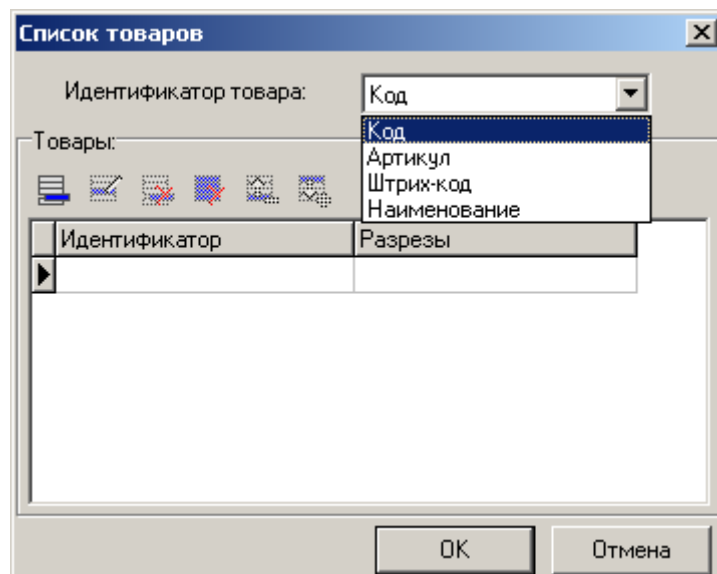 Список товаров
Идентификатор товара:
Код
Код
Артикул
Штрих-код
Наименование
Товары:
Идентификатор Разрезы
OK Отмена